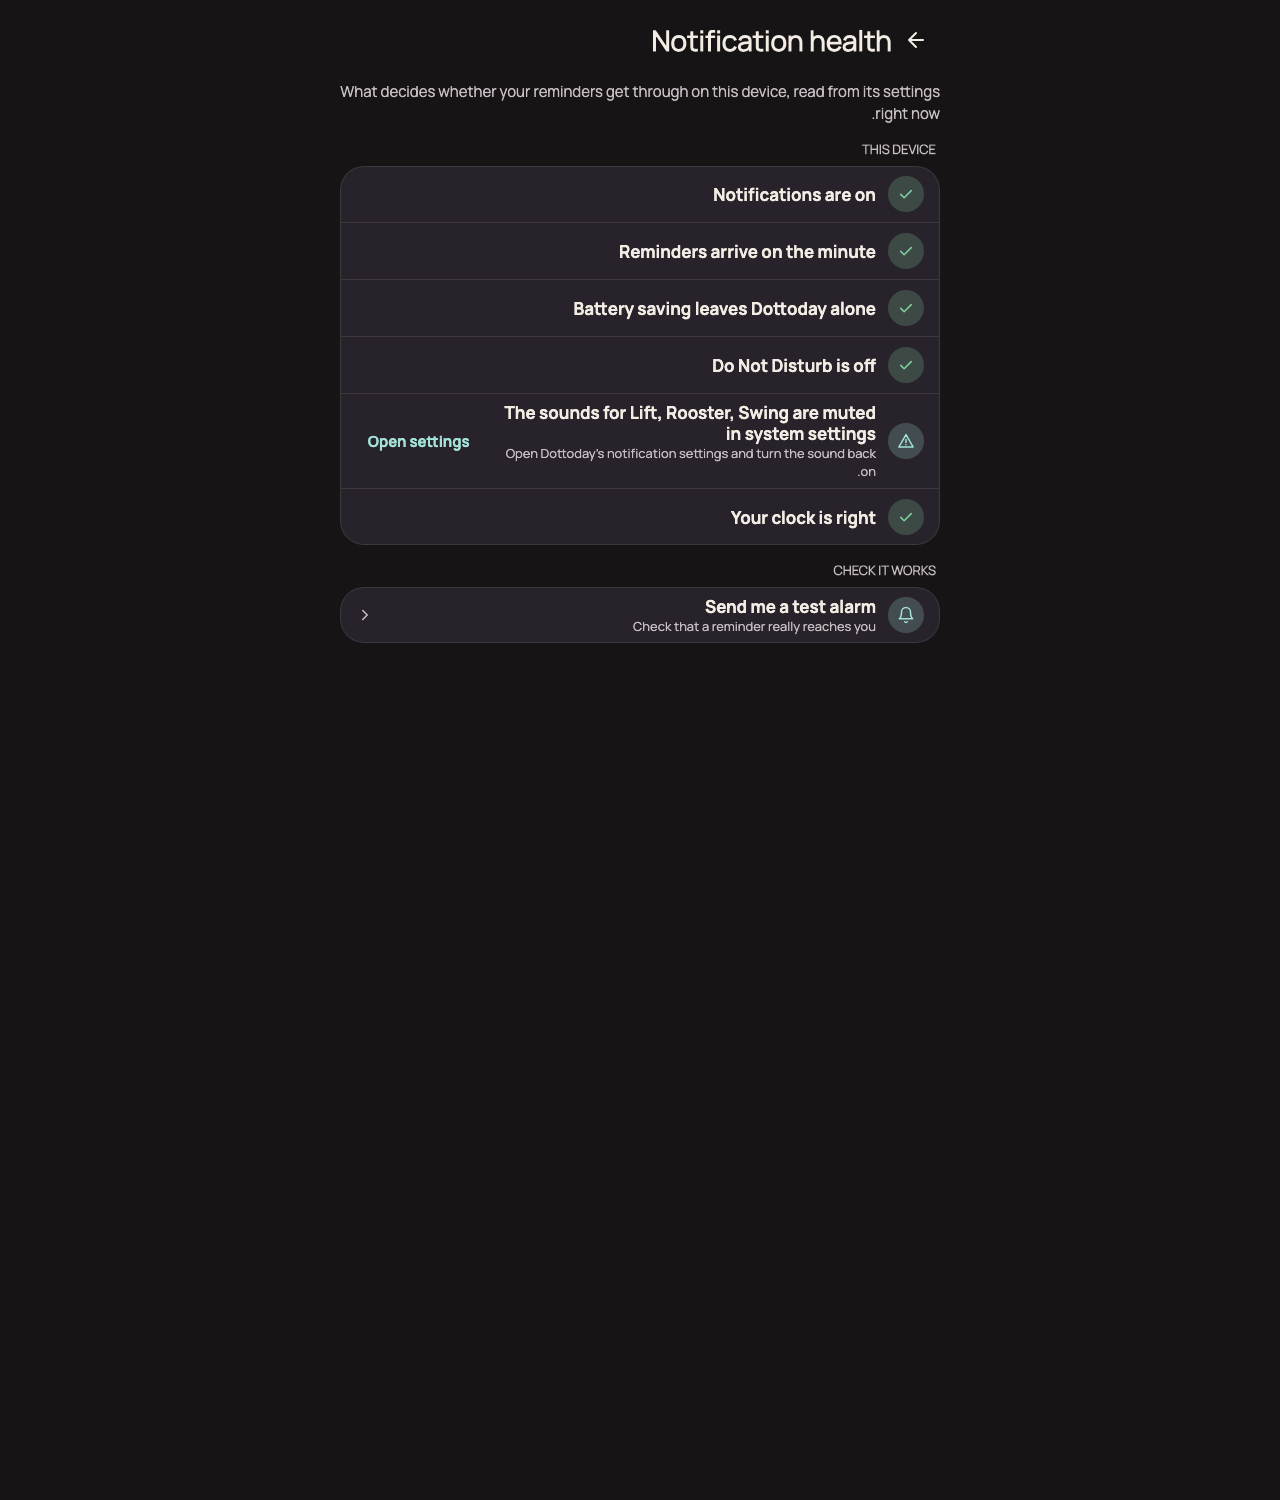 Notification health
What decides whether your reminders get through on this device, read from its settings
.right now
THIS DEVICE
Notifications are on
Reminders arrive on the minute
Battery saving leaves Dottoday alone
Do Not Disturb is off
The sounds for Lift, Rooster, Swing are muted
in system settings
Open Dottoday's notification settings and turn the sound back
.on
Open settings
Your clock is right
CHECK IT WORKS
Send me a test alarm
Check that a reminder really reaches you